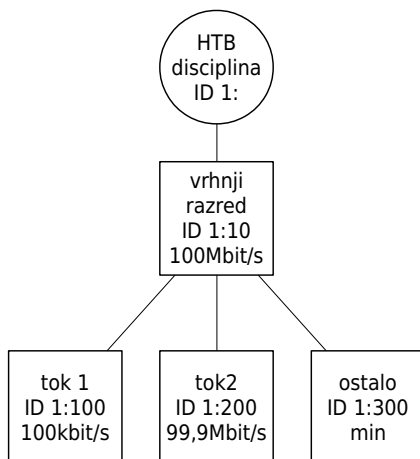 HTB
disciplina
ID 1:
vrhnji
razred
ID 1:10
100Mbit/s
tok 1
ID 1:100
100kbit/s
tok2
ID 1:200
99,9Mbit/s
ostalo
ID 1:300
min